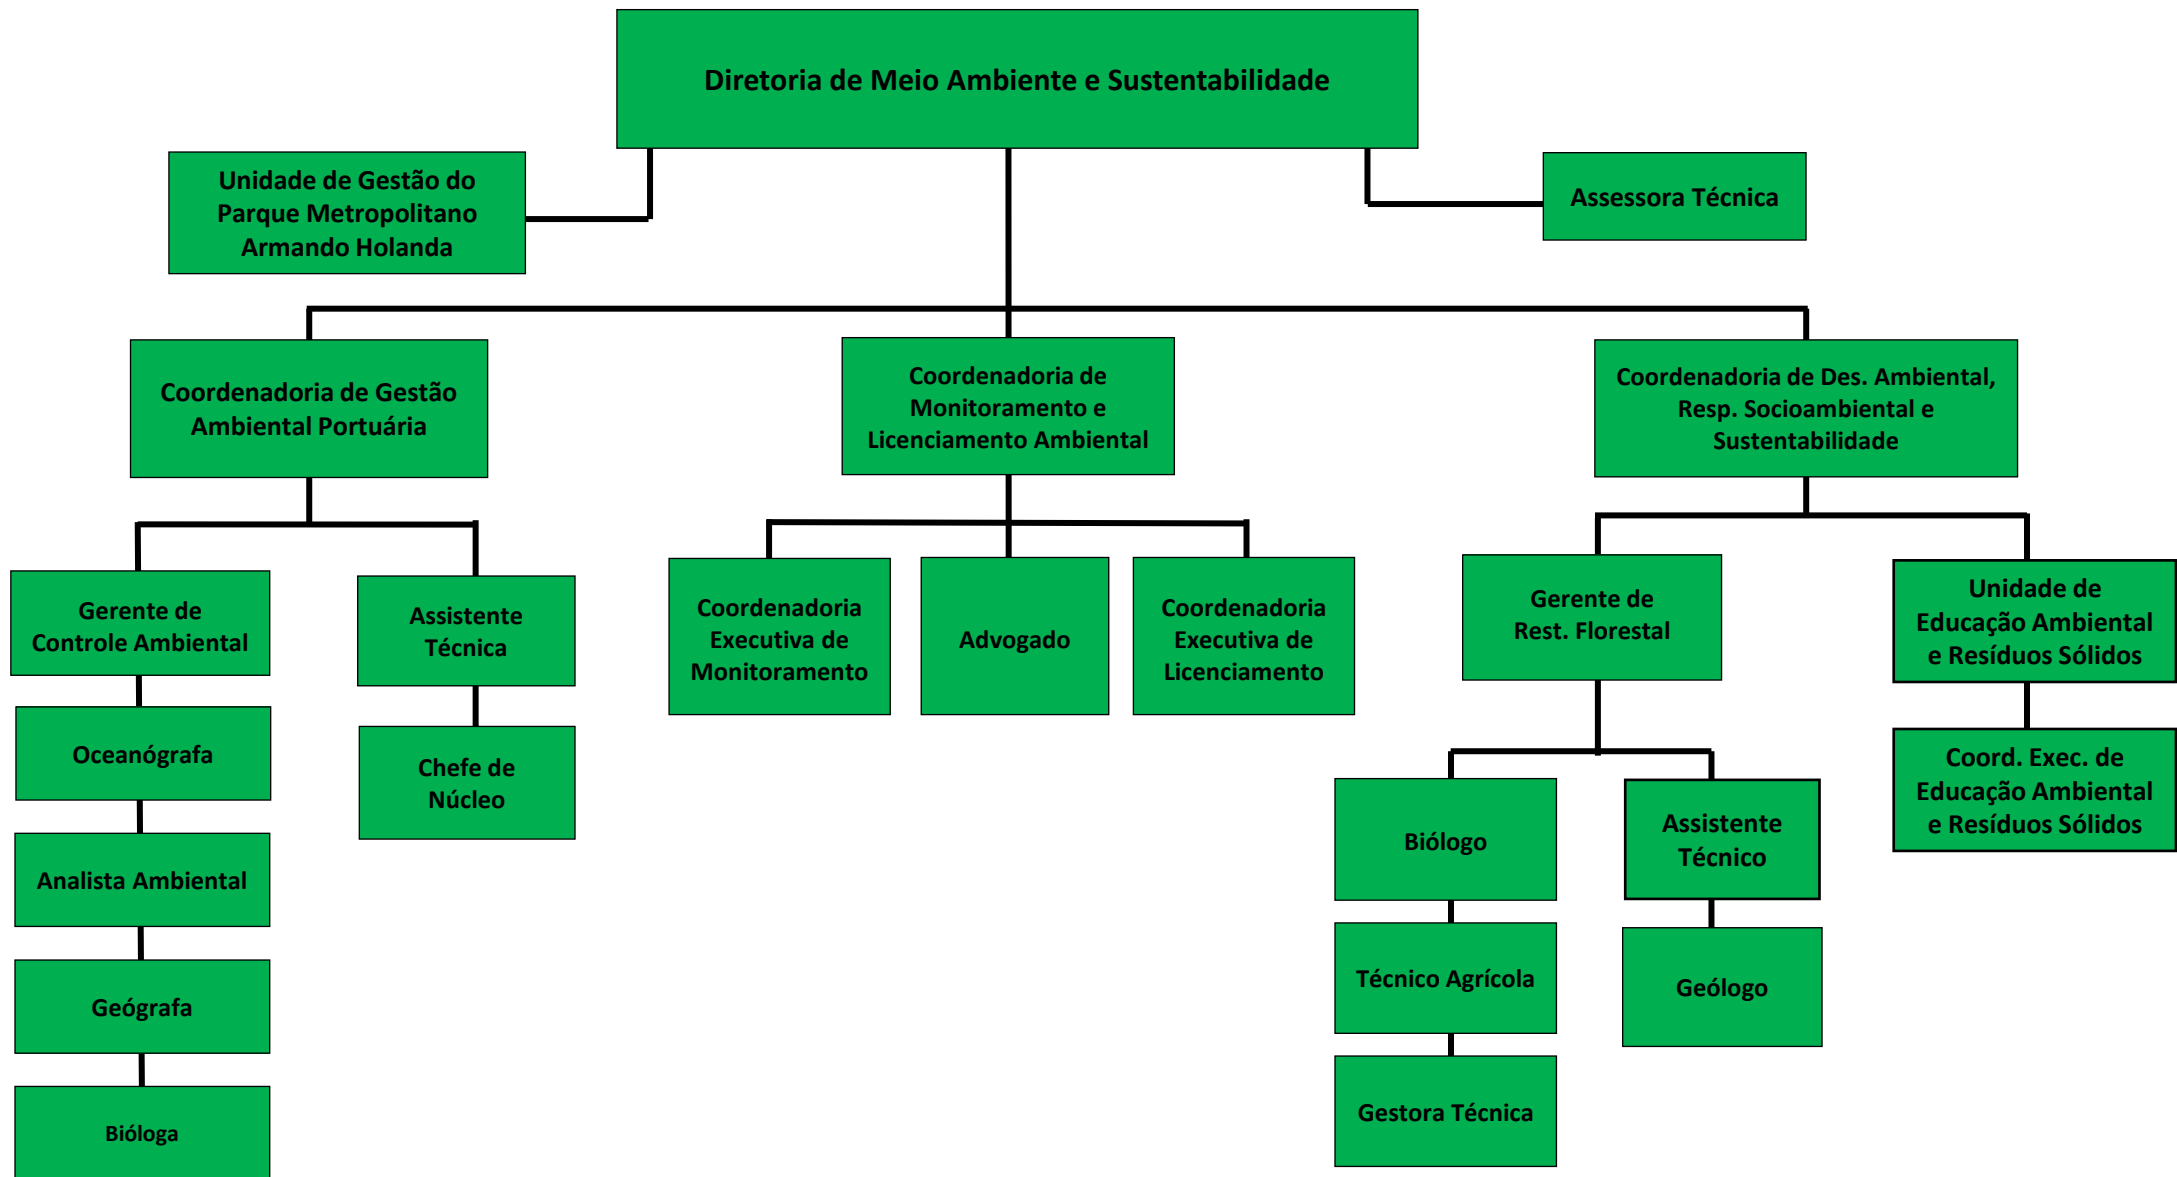 Diretoria de Meio Ambiente e Sustentabilidade
Unidade de Gestão do
Parque Metropolitano
Armando Holanda
Assessora Técnica
Coordenadoria de Gestão
Ambiental Portuária
Coordenadoria de
Monitoramento e
Licenciamento Ambiental
Coordenadoria de Des. Ambiental,
Resp. Socioambiental e
Sustentabilidade
Gerente de
Controle Ambiental
Assistente
Técnica
Coordenadoria
Executiva de
Monitoramento
Advogado
Coordenadoria
Executiva de
Licenciamento
Gerente de
Rest. Florestal
Unidade de
Educação Ambiental
e Resíduos Sólidos
Oceanógrafa
Chefe de
Núcleo
Coord. Exec. de
Educação Ambiental
e Resíduos Sólidos
Analista Ambiental
Biólogo
Assistente
Técnico
Geógrafa
Técnico Agrícola
Geólogo
Bióloga
Gestora Técnica